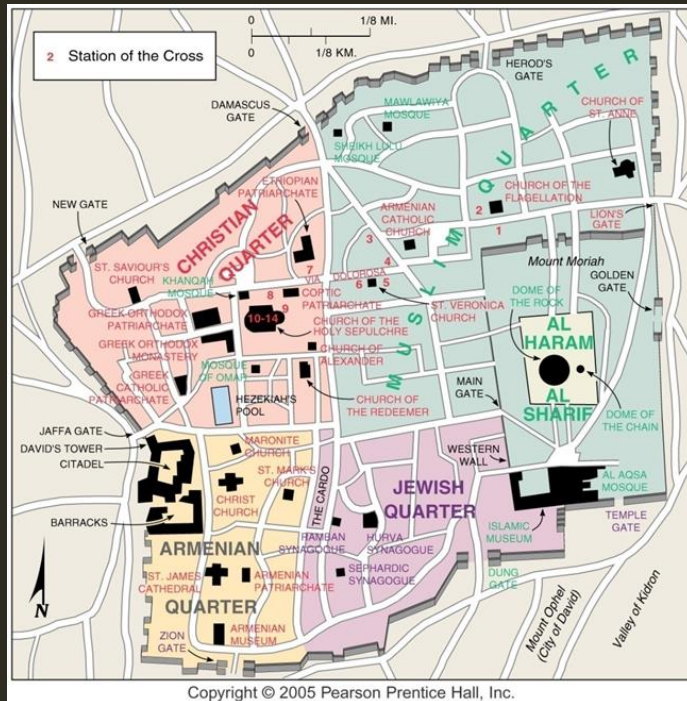 0 1/8 MI.
0 1/8 KM.
2 Station of the Cross
HEROD'S
GATE
DAMASCUS
GATE
MAWLAWIYA
MOSQUE
SHEIKH LULU
MOSQUE
CHURCH OF
ST. ANNE
ETHIOPIAN
PATRIARCHATE
NEW GATE
CHRISTIAN
QUARTER
MUSLIM QUARTER
ARMENIAN
CATHOLIC
CHURCH
CHURCH OF THE
FLAGELLATION
2
1
3
4
LION'S
GATE
ST. SAVIOUR'S
CHURCH
KHANQAH
MOSQUE
7
VIA
DOLOROSA
6
5
8
9
10-14
COPTIC
PATRIARCHATE
ST. VERONICA
CHURCH
Mount Moriah
GOLDEN
GATE
DOME OF
THE ROCK
GREEK ORTHODOX
PATRIARCHATE
CHURCH OF THE
HOLY SEPULCHRE
GREEK ORTHODOX
MONASTERY
CHURCH OF
ALEXANDER
AL
HARAM
AL
SHARIF
GREEK
CATHOLIC
PATRIARCHATE
MOSQUE
OF OMAR
HEZEKIAH'S
POOL
CHURCH OF
THE REDEEMER
MAIN
GATE
DOME OF
THE CHAIN
JAFFA GATE
DAVID'S TOWER
CITADEL
MARONITE
CHURCH
WESTERN
WALL
ST. MARK'S
CHURCH
THE CARDO
JEWISH
QUARTER
AL AQSA
MOSQUE
CHRIST
CHURCH
BARRACKS
TEMPLE
GATE
ISLAMIC
MUSEUM
RAMBAN
SYNAGOGUE
HURVA
SYNAGOGUE
ARMENIAN
QUARTER
SEPHARDIC
SYNAGOGUE
ST. JAMES
CATHEDRAL
ARMENIAN
PATRIARCHATE
DUNG
GATE
N
ARMENIAN
MUSEUM
ZION
GATE
Mount Ophel
(City of David)
Valley of Kidron
Copyright © 2005 Pearson Prentice Hall, Inc.